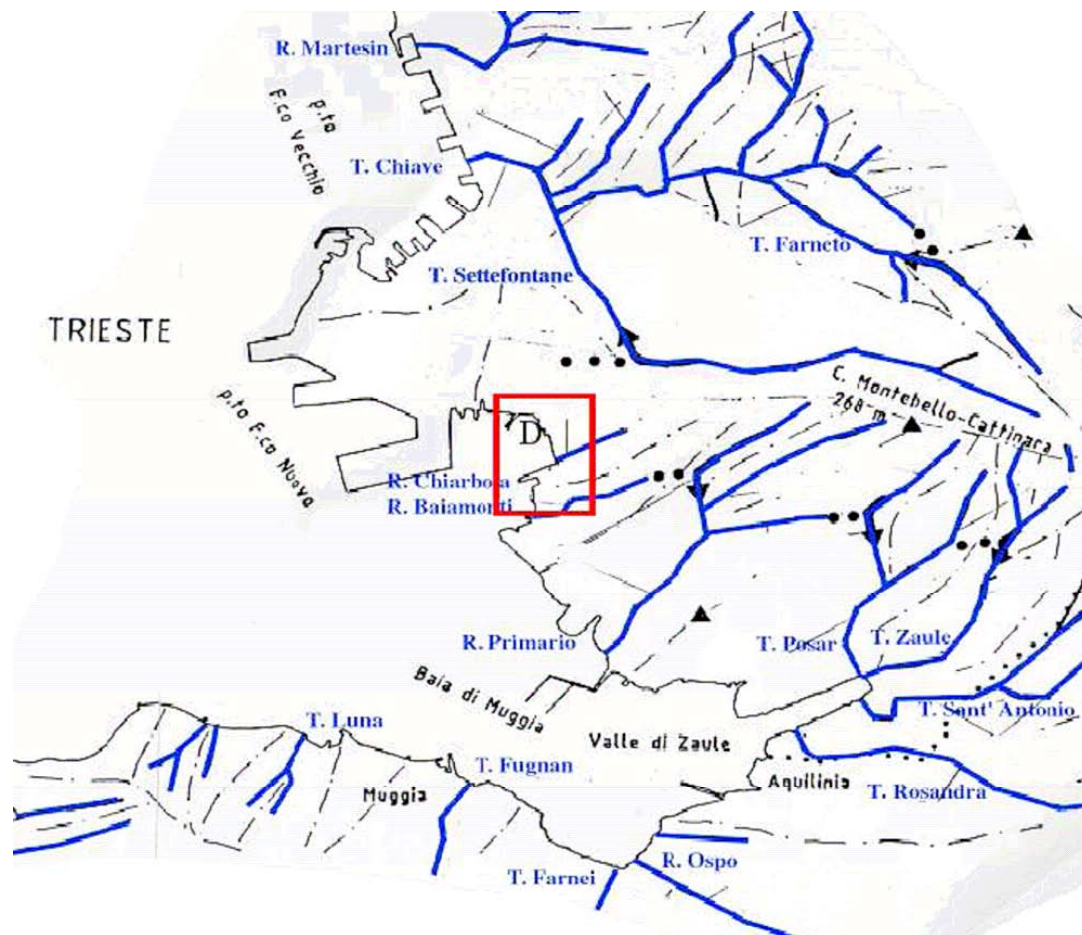 R. Martesin
p.to
F.co Vecchio
T. Chiave
T. Farneto
T. Settefontane
TRIESTE
C. Montebello-Cattinara
268 m
p.to F.co Nuovo
D
R. Chiarbola
R. Baiamonti
R. Primario
T. Posar
T. Zaule
Baia di Muggia
T. Sant' Antonio
T. Luna
Valle di Zaule
T. Fugnan
Muggia
Aquilinia
T. Rosandra
R. Ospo
T. Farnei